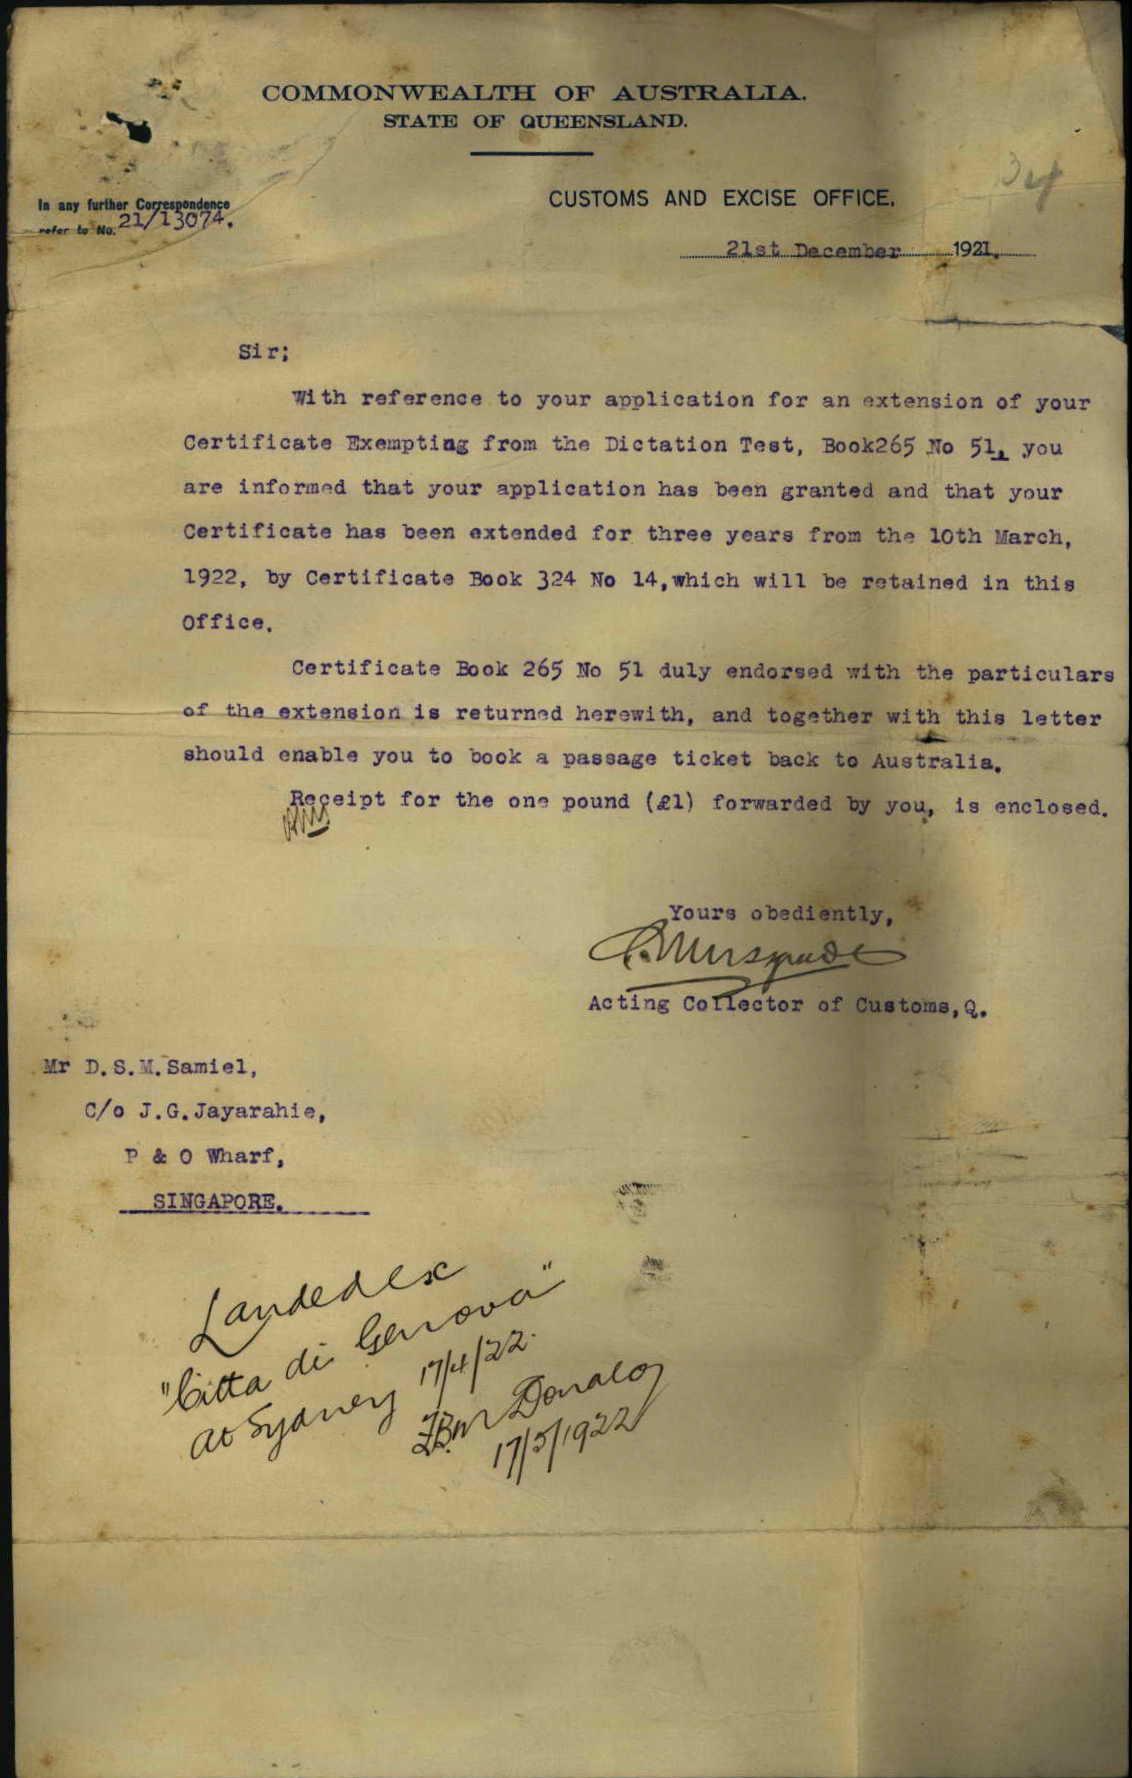 COMMONWEALTH OF AUSTRALIA.
STATE OF QUEENSLAND.
In any further Correspondence
refer to No. 21/13074.
CUSTOMS AND EXCISE OFFICE,
21st December 1921.
Sir;
With reference to your application for an extension of your
Certificate Exempting from the Dictation Test, Book265 No 51, you
are informed that your application has been granted and that your
Certificate has been extended for three years from the 10th March,
1922, by Certificate Book 324 No 14,which will be retained in this
Office.
Certificate Book 265 No 51 duly endorsed with the particulars
of the extension is returned herewith, and together with this letter
should enable you to book a passage ticket back to Australia.
Receipt for the one pound (£1) forwarded by you, is enclosed.
Yours obediently,
Acting Collector of Customs,Q.
Mr D.S.M.Samiel,
C/o J.G.Jayarahie,
P & O Wharf,
SINGAPORE.
Landed ex
"Citta di Genova"
at Sydney 17/4/22.
Donald
17/5/1922